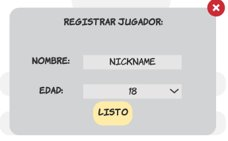 REGISTRAR JUGADOR:
NOMBRE: NICKNAME
EDAD: 18
LISTO